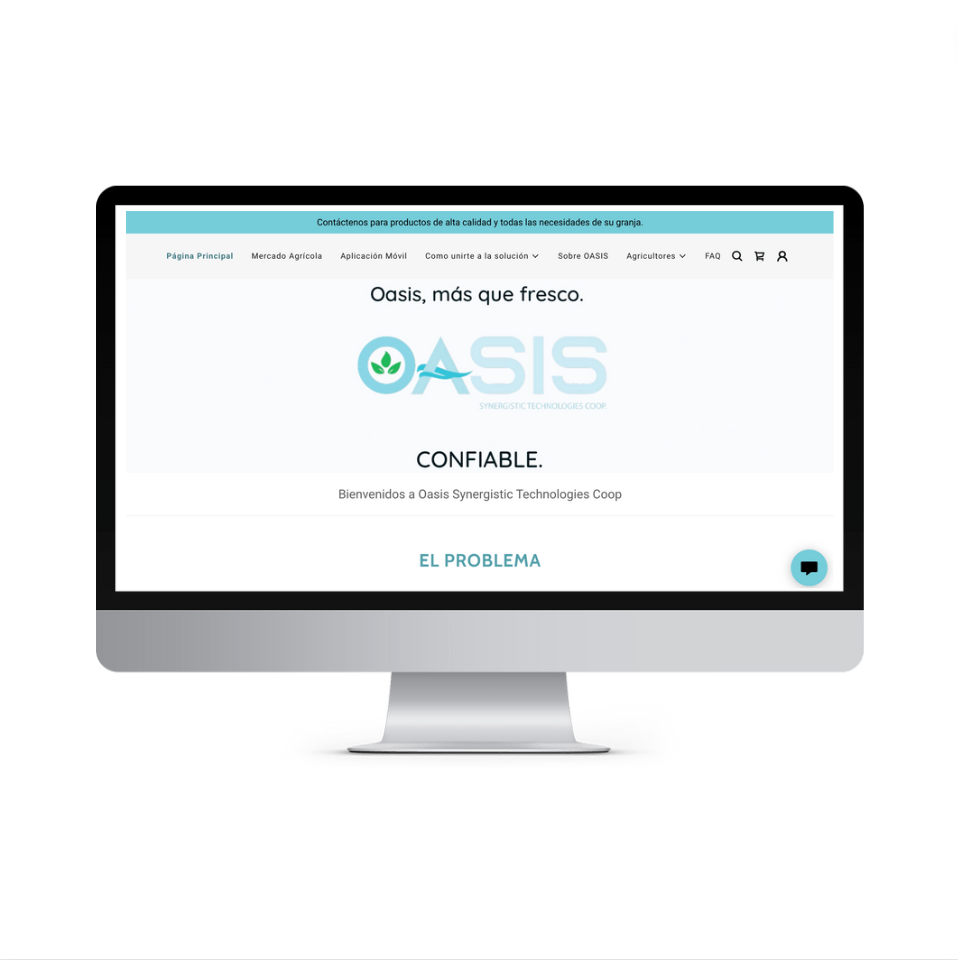 Contáctenos para productos de alta calidad y todas las necesidades de su granja.
Página Principal Mercado Agrícola Aplicación Móvil Como unirte a la solución Sobre OASIS Agricultores FAQ
Oasis, más que fresco.
OASIS
SYNERGISTIC TECHNOLOGIES COOP.
CONFIABLE.
Bienvenidos a Oasis Synergistic Technologies Coop
EL PROBLEMA